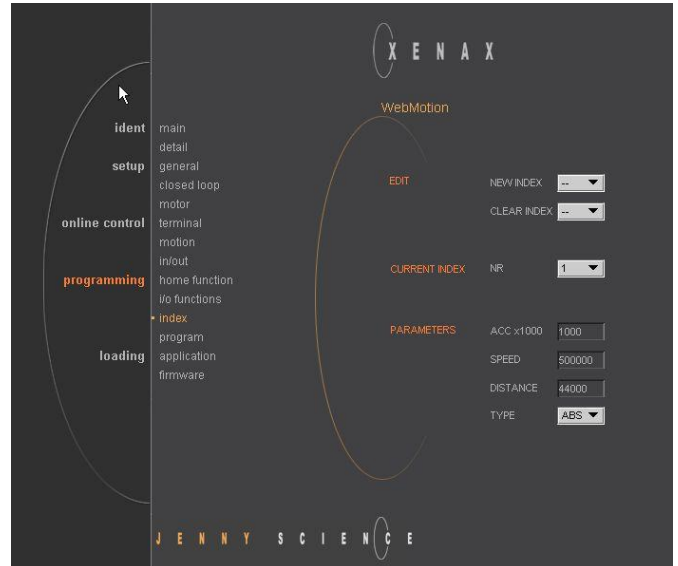 XENAX
WebMotion
ident main
detail
setup general
closed loop
motor
online control terminal
motion
in/out
programming home function
i/o functions
index
program
loading application
firmware
EDIT NEW INDEX --
CLEAR INDEX --
CURRENT INDEX NR 1
PARAMETERS ACC x1000 1000
SPEED 500000
DISTANCE 44000
TYPE ABS
JENNY SCIENCE